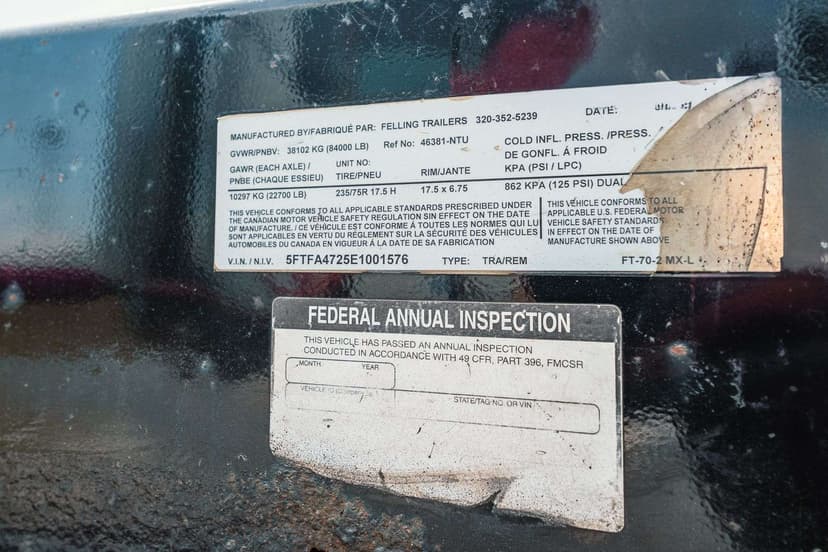 MANUFACTURED BY/FABRIQUÉ PAR: FELLING TRAILERS 320-352-5239 DATE:
GVWR/PNBV: 38102 KG (84000 LB) Ref No: 46381-NTU COLD INFL. PRESS. /PRESS.
DE GONFL. Á FROID
GAWR (EACH AXLE) / UNIT NO: KPA (PSI / LPC)
PNBE (CHAQUE ESSIEU) TIRE/PNEU RIM/JANTE
10297 KG (22700 LB) 235/75R 17.5 H 17.5 x 6.75 862 KPA (125 PSI) DUAL
THIS VEHICLE CONFORMS TO ALL APPLICABLE STANDARDS PRESCRIBED UNDER
THE CANADIAN MOTOR VEHICLE SAFETY REGULATION SIN EFFECT ON THE DATE
OF MANUFACTURE. / CE VÉHICULE EST CONFORME Á TOUTES LES NORMES QUI LU
SONT APPLICABLES EN VERTU DU RÈGLEMENT SUR LA SÉCURITÉ DES VÉHICULES
AUTOMOBILES DU CANADA EN VIGUEUR Á LA DATE DE SA FABRICATION
THIS VEHICLE CONFORMS TO ALL
APPLICABLE U.S. FEDERAL MOTOR
VEHICLE SAFETY STANDARDS
IN EFFECT ON THE DATE OF
MANUFACTURE SHOWN ABOVE
V.I.N. / N.I.V. 5FTFA4725E1001576 TYPE: TRA/REM FT-70-2 MX-L
FEDERAL ANNUAL INSPECTION
THIS VEHICLE HAS PASSED AN ANNUAL INSPECTION
CONDUCTED IN ACCORDANCE WITH 49 CFR, PART 396, FMCSR
MONTH YEAR
VEHICLE STATE/TAG NO. OR VIN